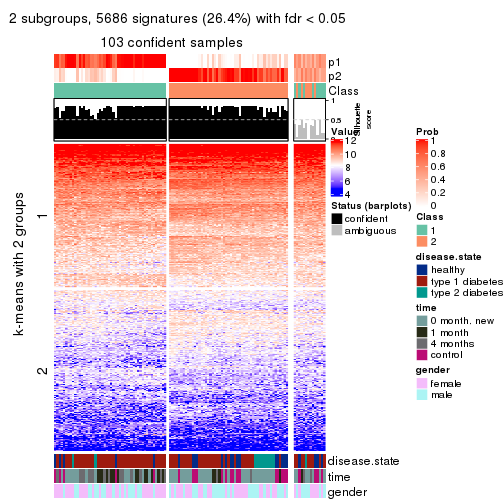 2 subgroups, 5686 signatures (26.4%) with fdr < 0.05
103 confident samples
p1
p2
Class
1
0.5
0
Silhouette
score
k-means with 2 groups
1
2
disease.state
time
gender
Value
12
10
8
6
4
Status (barplots)
confident
ambiguous
Prob
1
0.8
0.6
0.4
0.2
0
Class
1
2
disease.state
healthy
type 1 diabetes
type 2 diabetes
time
0 month. new
1 month
4 months
control
gender
female
male